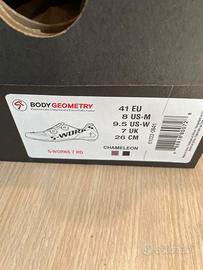 BODY GEOMETRY
41 EU
8 US-M
9.5 US-W
7 UK
26 CM
S-WORKS 7 RD
CHAMELEON
S-WORKS